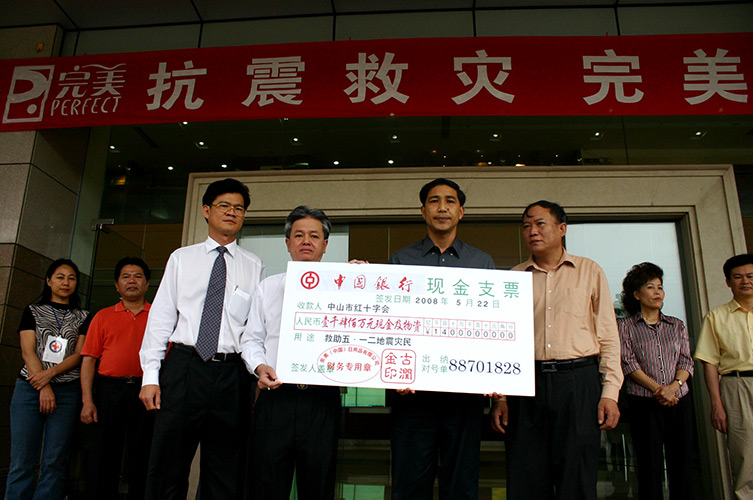 完美 PERFECT 抗震救灾 完美
中国银行 现金支票
签发日期 2008 年 5 月 22 日
收款人 中山市红十字会
人民币 壹千肆佰万元现金及物资 ¥1400000000
用途 救助五·一二地震灾民
财务专用章
古润金印
签发人盖章
出纳
对号单 88701828